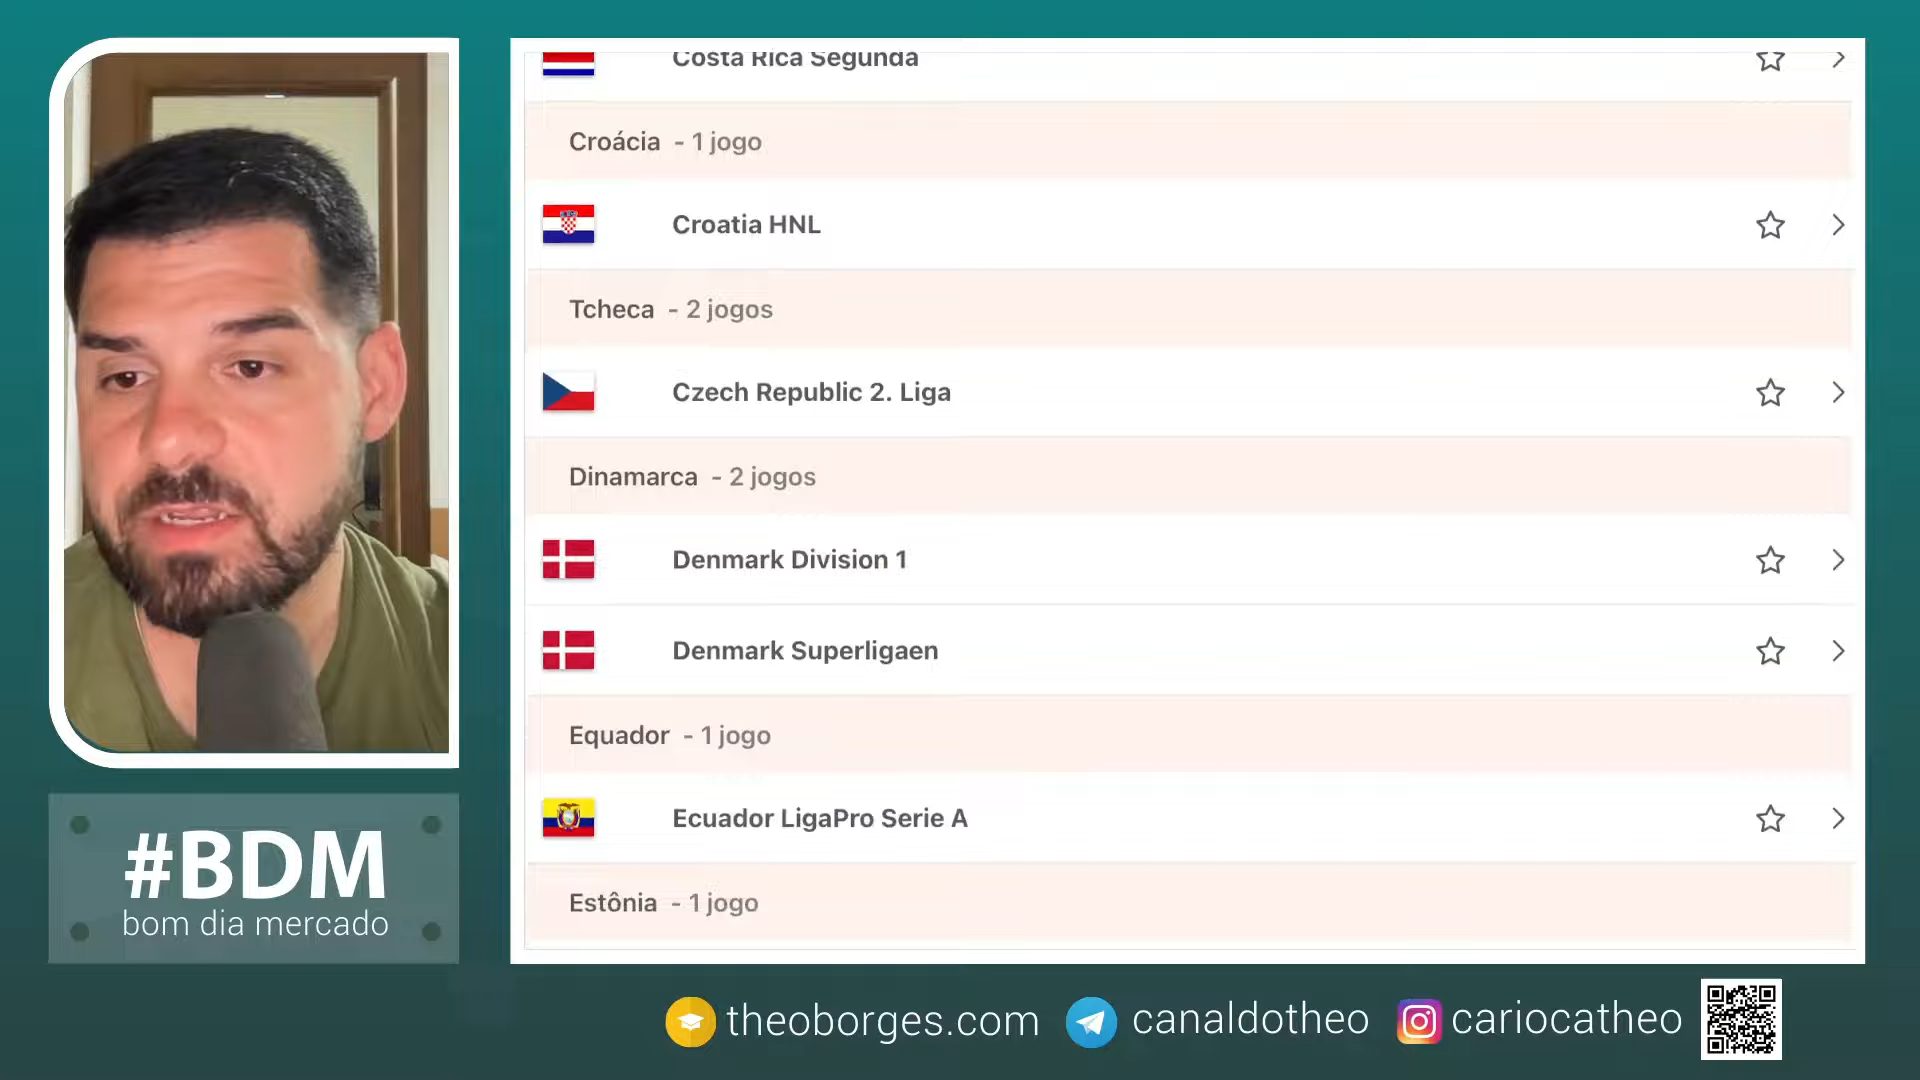 Costa Rica Segunda
Croácia - 1 jogo
Croatia HNL
Tcheca - 2 jogos
Czech Republic 2. Liga
Dinamarca - 2 jogos
Denmark Division 1
Denmark Superligaen
Equador - 1 jogo
Ecuador LigaPro Serie A
Estônia - 1 jogo
#BDM
bom dia mercado
theoborges.com
canaldotheo
cariocatheo